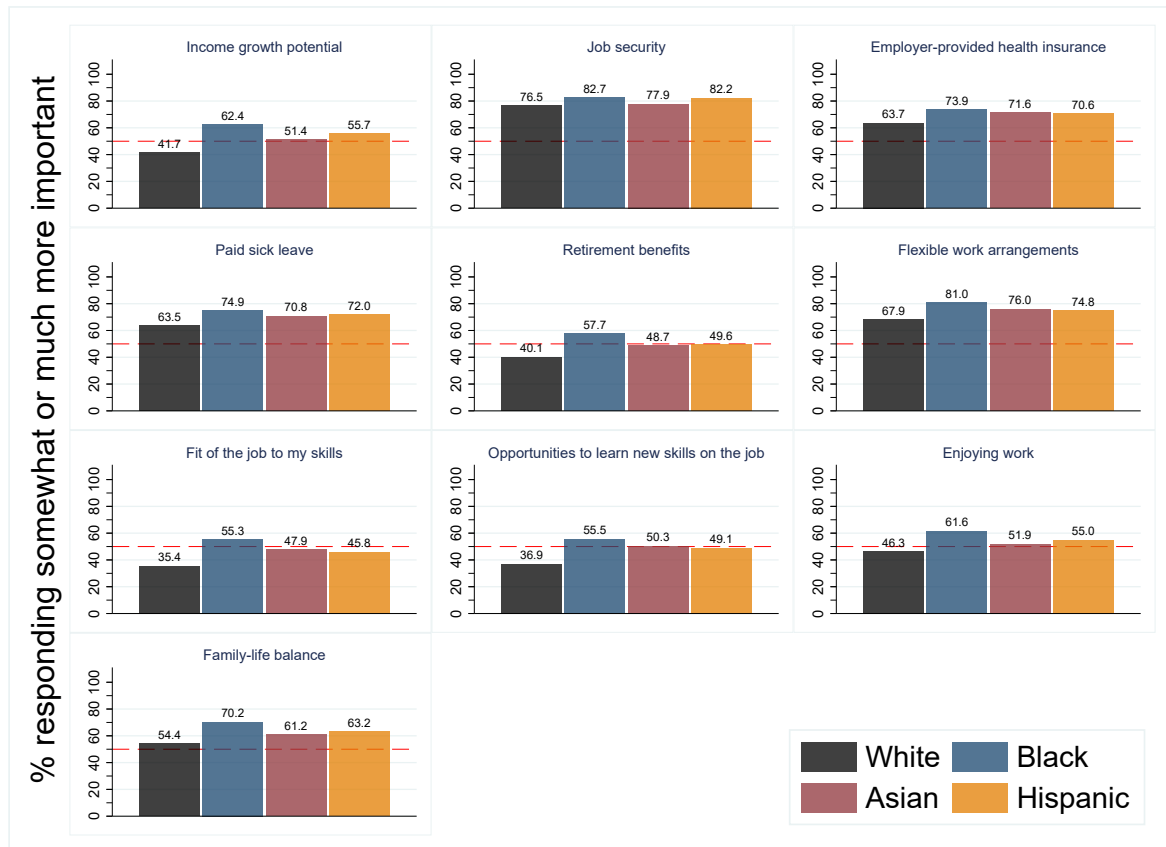 % responding somewhat or much more important
Income growth potential
0 20 40 60 80 100
41.7 62.4 51.4 55.7
Job security
0 20 40 60 80 100
76.5 82.7 77.9 82.2
Employer-provided health insurance
0 20 40 60 80 100
63.7 73.9 71.6 70.6
Paid sick leave
0 20 40 60 80 100
63.5 74.9 70.8 72.0
Retirement benefits
0 20 40 60 80 100
40.1 57.7 48.7 49.6
Flexible work arrangements
0 20 40 60 80 100
67.9 81.0 76.0 74.8
Fit of the job to my skills
0 20 40 60 80 100
35.4 55.3 47.9 45.8
Opportunities to learn new skills on the job
0 20 40 60 80 100
36.9 55.5 50.3 49.1
Enjoying work
0 20 40 60 80 100
46.3 61.6 51.9 55.0
Family-life balance
0 20 40 60 80 100
54.4 70.2 61.2 63.2
White Black
Asian Hispanic